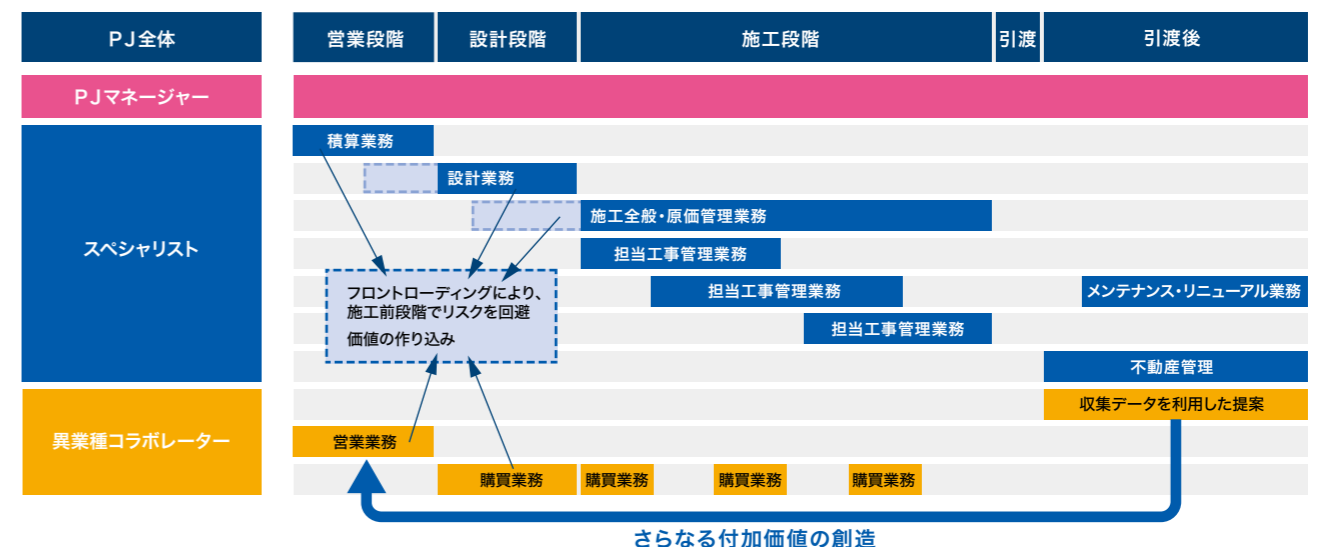 PJ全体
営業段階
設計段階
施工段階
引渡
引渡後
PJマネージャー
スペシャリスト
積算業務
設計業務
施工全般・原価管理業務
担当工事管理業務
担当工事管理業務
メンテナンス・リニューアル業務
担当工事管理業務
不動産管理
フロントローディングにより、
施工前段階でリスクを回避
価値の作り込み
異業種コラボレーター
収集データを利用した提案
営業業務
購買業務
購買業務
購買業務
購買業務
さらなる付加価値の創造